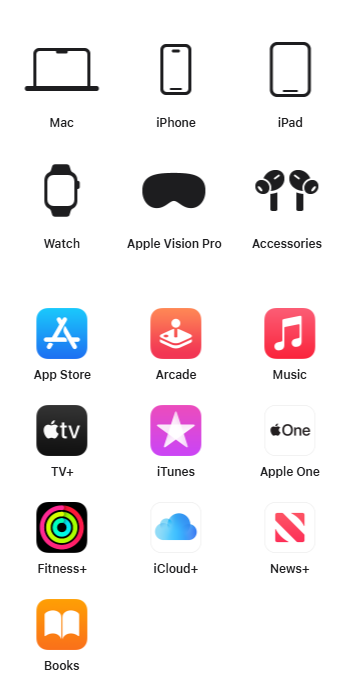 Mac
iPhone
iPad
Watch
Apple Vision Pro
Accessories
App Store
Arcade
Music
tv
TV+
iTunes
One
Apple One
Fitness+
iCloud+
News+
Books